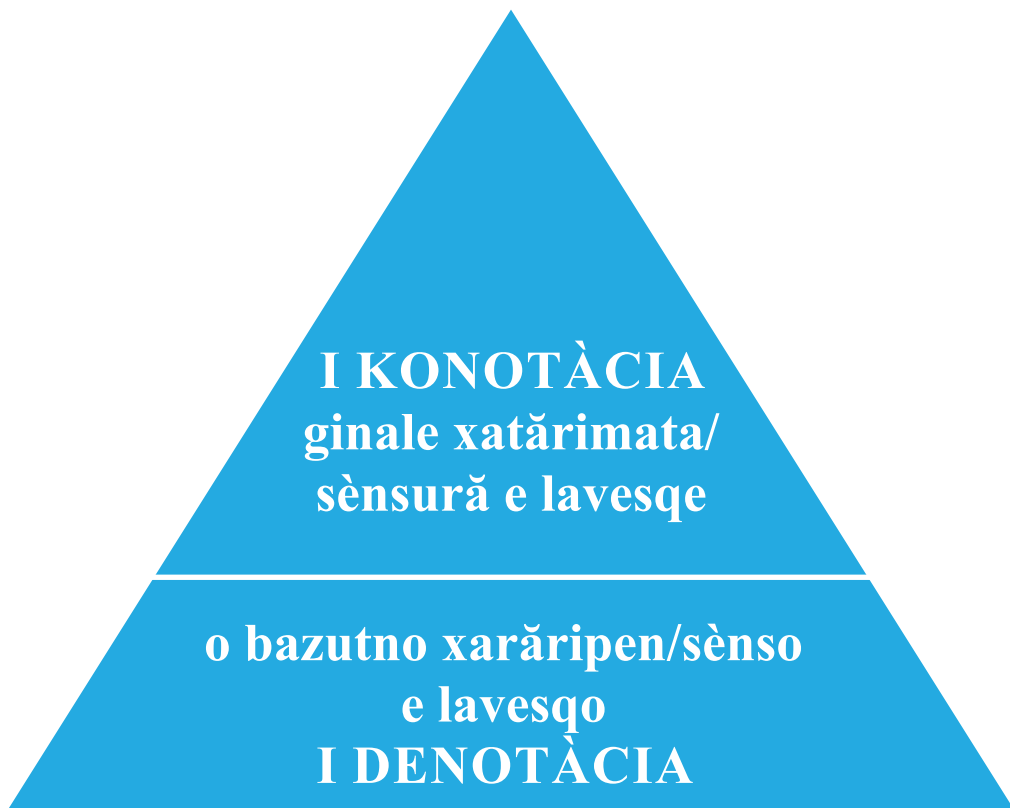 I KONOTÀCIA
ginale xatărimata/
sènsură e lavesqe
o bazutno xarăripen/sènso
e lavesqo
I DENOTÀCIA